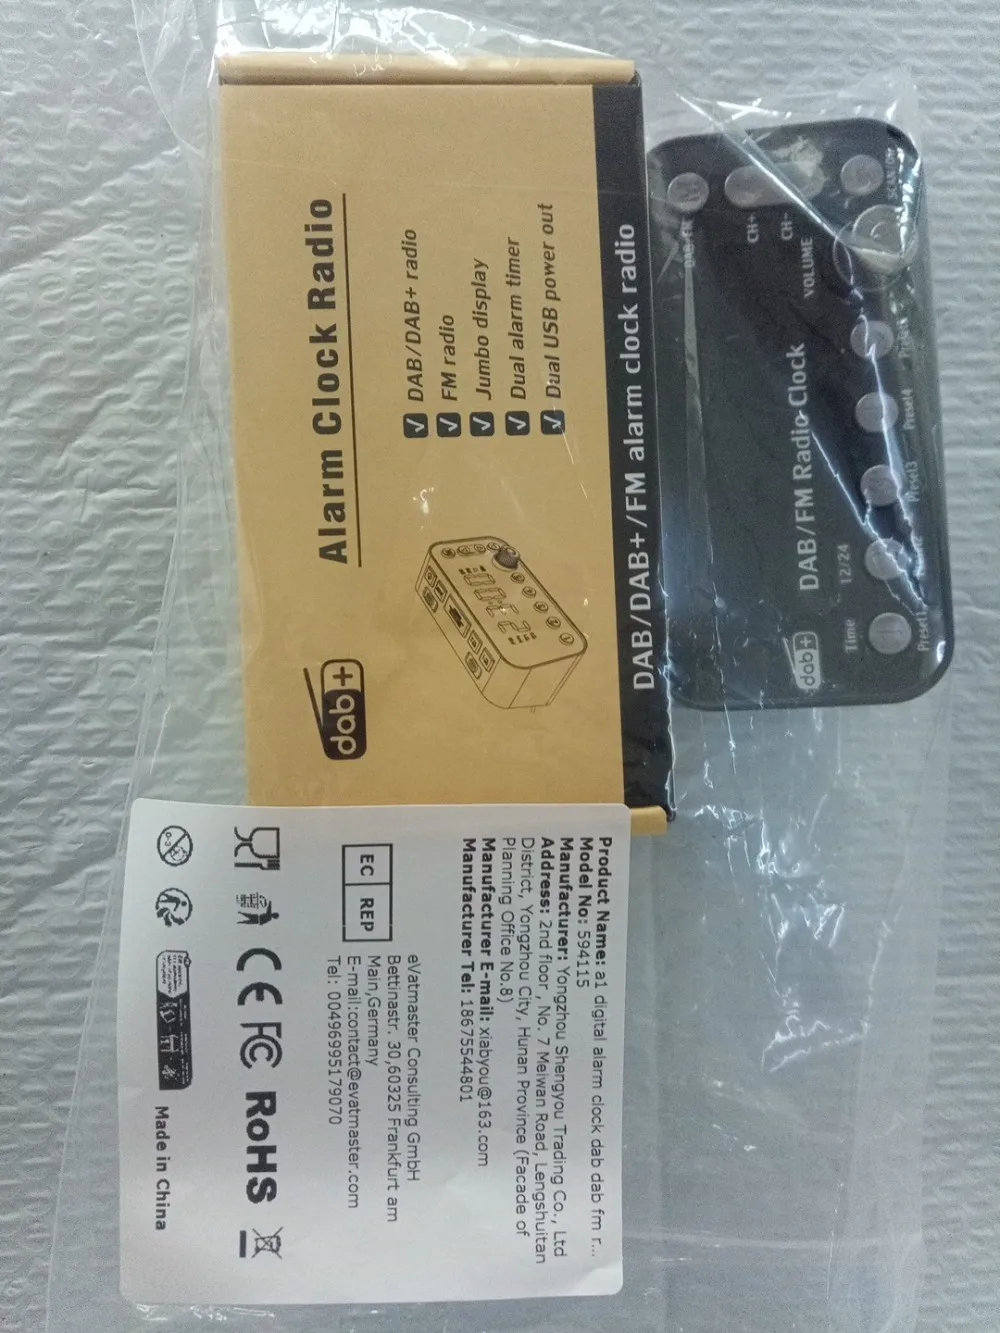 Alarm Clock Radio
DAB/DAB+ radio
FM radio
Jumbo display
Dual alarm timer
Dual USB power out
dab+
DAB/DAB+/FM alarm clock radio
CH+
CH-
VOLUME
DAB/FM Radio Clock
dab+
Time
12/24
Preset1
Preset3
Preset4
Product Name: a1 digital alarm clock dab dab fm r...
Model No: 594115
Manufacturer: Yongzhou Shengyou Trading Co., Ltd
Address: 2nd floor, No. 7 Meiwan Road, Lengshuitan
District, Yongzhou City, Hunan Province (Facade of
Planning Office No.8)
Manufacturer E-mail: xiabyou@163.com
Manufacturer Tel: 18675544801
EC REP
eVatmaster Consulting GmbH
Bettinastr. 30,60325 Frankfurt am
Main,Germany
E-mail:contact@evatmaster.com
Tel: 004969951 79070
CE FC RoHS
0-3
Made in China